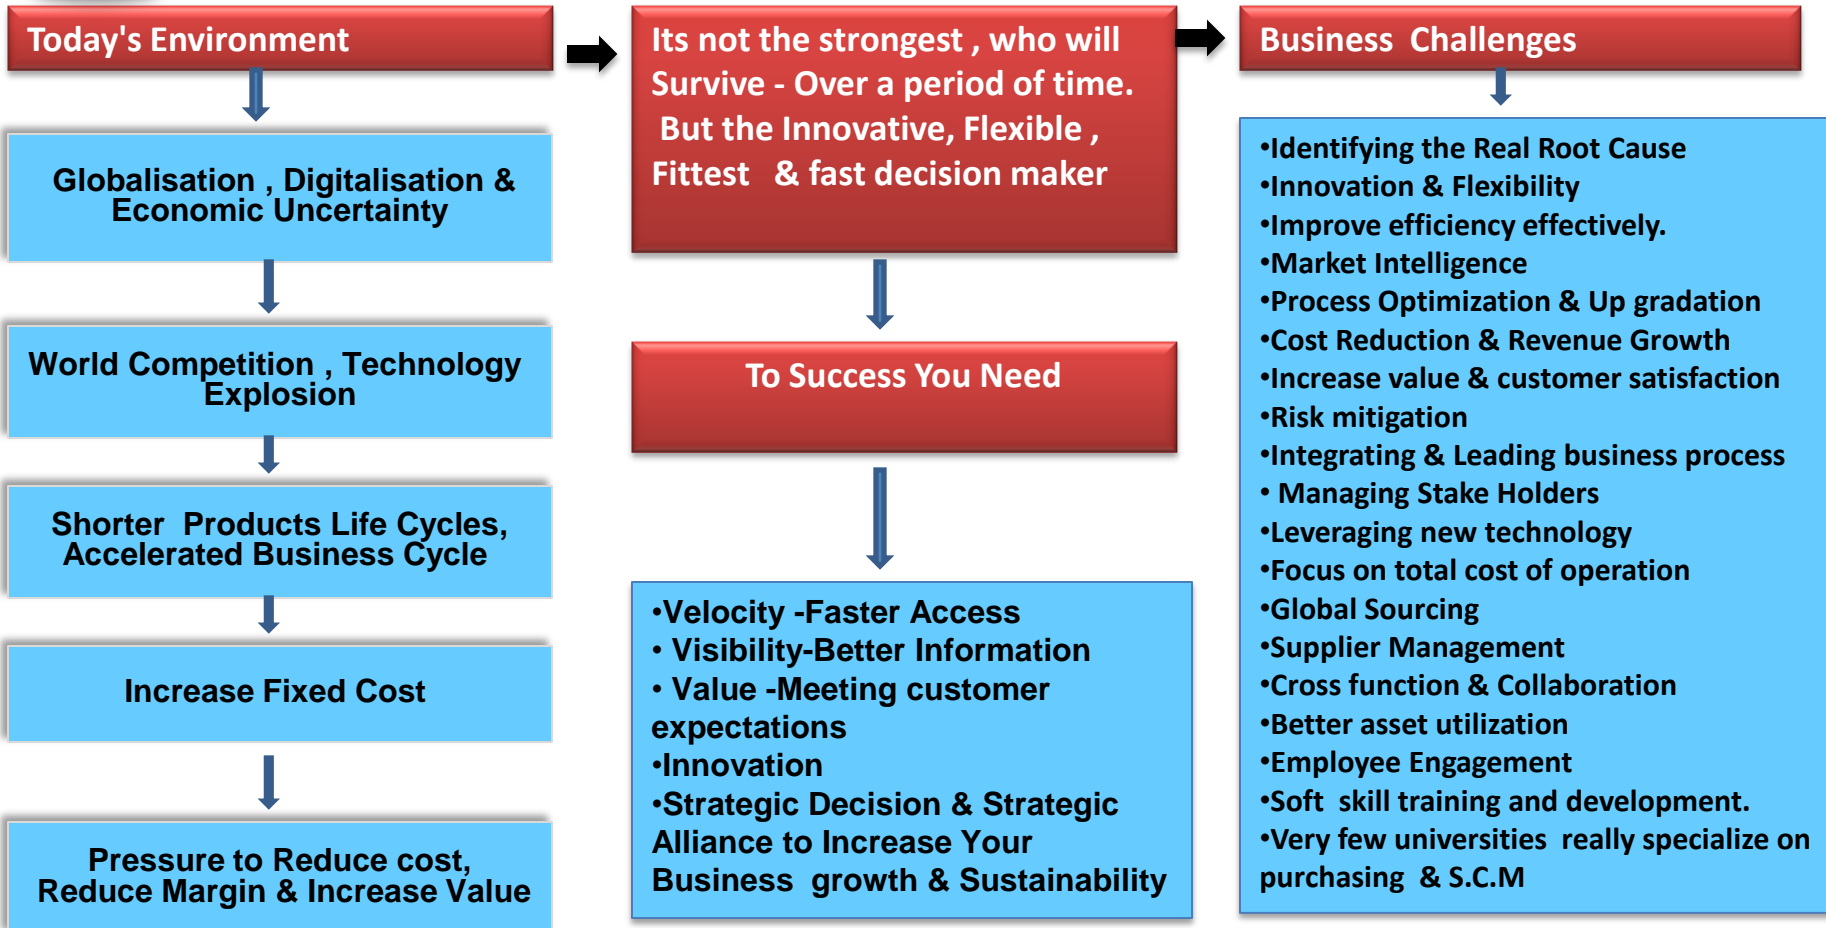 Today's Environment
Globalisation , Digitalisation &
Economic Uncertainty
World Competition , Technology
Explosion
Shorter Products Life Cycles,
Accelerated Business Cycle
Increase Fixed Cost
Pressure to Reduce cost,
Reduce Margin & Increase Value
Its not the strongest , who will
Survive - Over a period of time.
But the Innovative, Flexible ,
Fittest & fast decision maker
To Success You Need
•Velocity -Faster Access
• Visibility-Better Information
• Value -Meeting customer
expectations
•Innovation
•Strategic Decision & Strategic
Alliance to Increase Your
Business growth & Sustainability
Business Challenges
•Identifying the Real Root Cause
•Innovation & Flexibility
•Improve efficiency effectively.
•Market Intelligence
•Process Optimization & Up gradation
•Cost Reduction & Revenue Growth
•Increase value & customer satisfaction
•Risk mitigation
•Integrating & Leading business process
• Managing Stake Holders
•Leveraging new technology
•Focus on total cost of operation
•Global Sourcing
•Supplier Management
•Cross function & Collaboration
•Better asset utilization
•Employee Engagement
•Soft skill training and development.
•Very few universities really specialize on
purchasing & S.C.M